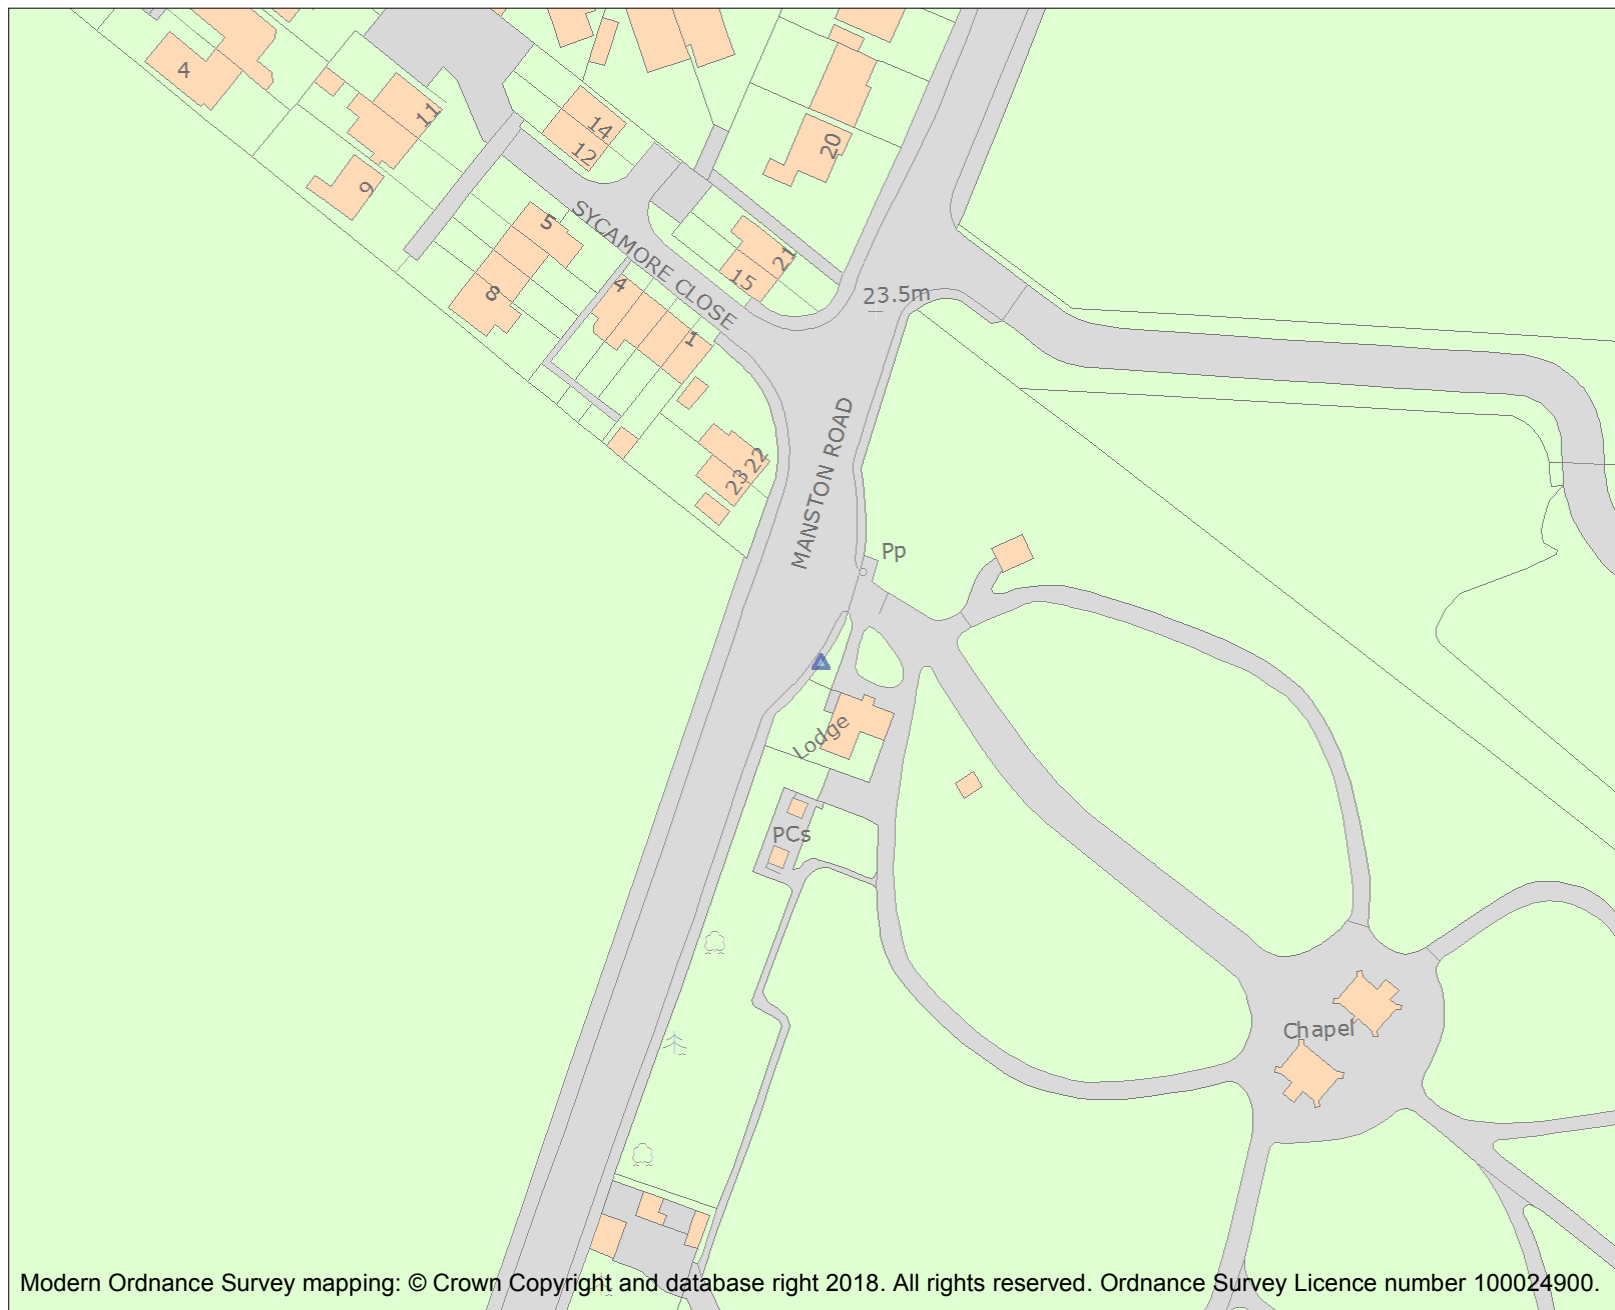 4
11
14
12
20
9
SYCAMORE CLOSE
5
21
15
8
4
23.5m
1
MANSTON ROAD
22
23
Pp
Lodge
PCs
Chapel
Modern Ordnance Survey mapping: © Crown Copyright and database right 2018. All rights reserved. Ordnance Survey Licence number 100024900.